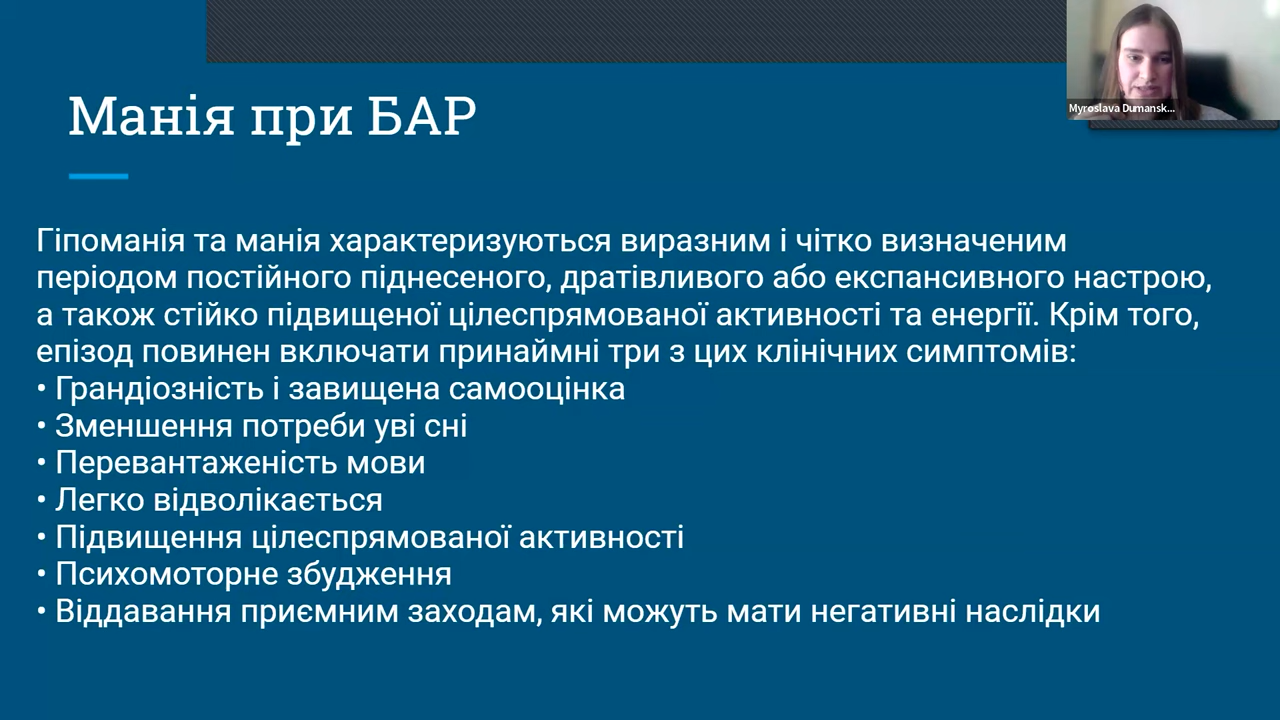 Myroslava Dumansk...
Манія при БАР
Гіпоманія та манія характеризуються виразним і чітко визначеним
періодом постійного піднесеного, дратівливого або експансивного настрою,
а також стійко підвищеної цілеспрямованої активності та енергії. Крім того,
епізод повинен включати принаймні три з цих клінічних симптомів:
• Грандіозність і завищена самооцінка
• Зменшення потреби уві сні
• Перевантаженість мови
• Легко відволікається
• Підвищення цілеспрямованої активності
• Психомоторне збудження
• Віддавання приємним заходам, які можуть мати негативні наслідки